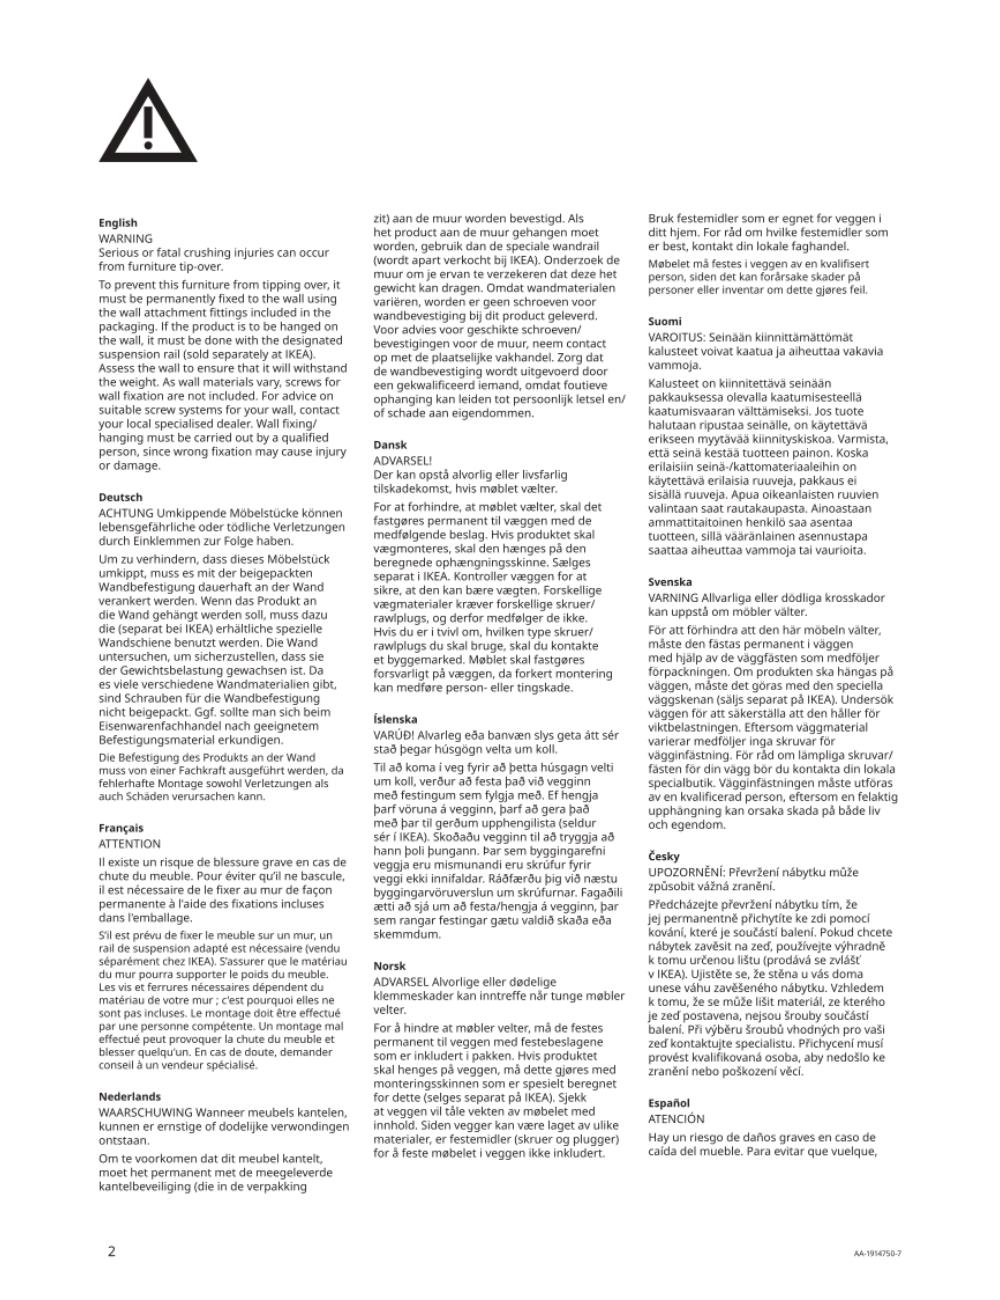 English
WARNING
Serious or fatal crushing injuries can occur
from furniture tip-over.
To prevent this furniture from tipping over, it
must be permanently fixed to the wall using
the wall attachment fittings included in the
packaging. If the product is to be hanged on
the wall, it must be done with the designated
suspension rail (sold separately at IKEA).
Assess the wall to ensure that it will withstand
the weight. As wall materials vary, screws for
wall fixation are not included. For advice on
suitable screw systems for your wall, contact
your local specialised dealer. Wall fixing/
hanging must be carried out by a qualified
person, since wrong fixation may cause injury
or damage.
Deutsch
ACHTUNG Umkippende Möbelstücke können
lebensgefährliche oder tödliche Verletzungen
durch Einklemmen zur Folge haben.
Um zu verhindern, dass dieses Möbelstück
umkippt, muss es mit der beigepackten
Wandbefestigung dauerhaft an der Wand
verankert werden. Wenn das Produkt an
die Wand gehängt werden soll, muss dazu
die (separat bei IKEA) erhältliche spezielle
Wandschiene benutzt werden. Die Wand
untersuchen, um sicherzustellen, dass sie
der Gewichtsbelastung gewachsen ist. Da
es viele verschiedene Wandmaterialien gibt,
sind Schrauben für die Wandbefestigung
nicht beigepackt. Ggf. sollte man sich beim
Eisenwarenfachhandel nach geeignetem
Befestigungsmaterial erkundigen.
Die Befestigung des Produkts an der Wand
muss von einer Fachkraft ausgeführt werden, da
fehlerhafte Montage sowohl Verletzungen als
auch Schäden verursachen kann.
Français
ATTENTION
Il existe un risque de blessure grave en cas de
chute du meuble. Pour éviter qu’il ne bascule,
il est nécessaire de le fixer au mur de façon
permanente à l'aide des fixations incluses
dans l'emballage.
S'il est prévu de fixer le meuble sur un mur, un
rail de suspension adapté est nécessaire (vendu
séparément chez IKEA). S'assurer que le matériau
du mur pourra supporter le poids du meuble.
Les vis et ferrures nécessaires dépendent du
matériau de votre mur ; c'est pourquoi elles ne
sont pas incluses. Le montage doit être effectué
par une personne compétente. Un montage mal
effectué peut provoquer la chute du meuble et
blesser quelqu'un. En cas de doute, demander
conseil à un vendeur spécialisé.
Nederlands
WAARSCHUWING Wanneer meubels kantelen,
kunnen er ernstige of dodelijke verwondingen
ontstaan.
Om te voorkomen dat dit meubel kantelt,
moet het permanent met de meegeleverde
kantelbeveiliging (die in de verpakking
zit) aan de muur worden bevestigd. Als
het product aan de muur gehangen moet
worden, gebruik dan de speciale wandrail
(wordt apart verkocht bij IKEA). Onderzoek de
muur om je ervan te verzekeren dat deze het
gewicht kan dragen. Omdat wandmaterialen
variëren, worden er geen schroeven voor
wandbevestiging bij dit product geleverd.
Voor advies voor geschikte schroeven/
bevestigingen voor de muur, neem contact
op met de plaatselijke vakhandel. Zorg dat
de wandbevestiging wordt uitgevoerd door
een gekwalificeerd iemand, omdat foutieve
ophanging kan leiden tot persoonlijk letsel en/
of schade aan eigendommen.
Dansk
ADVARSEL!
Der kan opstå alvorlig eller livsfarlig
tilskadekomst, hvis møblet vælter.
For at forhindre, at møblet vælter, skal det
fastgøres permanent til væggen med de
medfølgende beslag. Hvis produktet skal
vægmonteres, skal den hænges på den
beregnede ophængningsskinne. Sælges
separat i IKEA. Kontroller væggen for at
sikre, at den kan bære vægten. Forskellige
vægmaterialer kræver forskellige skruer/
rawlplugs, og derfor medfølger de ikke.
Hvis du er i tvivl om, hvilken type skruer/
rawlplugs du skal bruge, skal du kontakte
et byggemarked. Møblet skal fastgøres
forsvarligt på væggen, da forkert montering
kan medføre person- eller tingskade.
Íslenska
VARÚÐ! Alvarleg eða banvæn slys geta átt sér
stað þegar húsgögn velta um koll.
Til að koma í veg fyrir að þetta húsgagn velti
um koll, verður að festa það við vegginn
með festingum sem fylgja með. Ef hengja
þarf vöruna á vegginn, þarf að gera það
með þar til gerðum upphengilista (seldur
sér í IKEA). Skoðaðu vegginn til að tryggja að
hann þoli þungann. Þar sem byggingarefni
veggja eru mismunandi eru skrúfur fyrir
veggi ekki innifaldar. Ráðfærðu þig við næstu
byggingarvöruverslun um skrúfurnar. Fagaðili
ætti að sjá um að festa/hengja á vegginn, þar
sem rangar festingar gætu valdið skaða eða
skemmdum.
Norsk
ADVARSEL Alvorlige eller dødelige
klemmeskader kan inntreffe når tunge møbler
velter.
For å hindre at møbler velter, må de festes
permanent til veggen med festebeslagene
som er inkludert i pakken. Hvis produktet
skal henges på veggen, må dette gjøres med
monteringsskinnen som er spesielt beregnet
for dette (selges separat på IKEA). Sjekk
at veggen vil tåle vekten av møbelet med
innhold. Siden vegger kan være laget av ulike
materialer, er festemidler (skruer og plugger)
for å feste møbelet i veggen ikke inkludert.
Bruk festemidler som er egnet for veggen i
ditt hjem. For råd om hvilke festemidler som
er best, kontakt din lokale faghandel.
Møbelet må festes i veggen av en kvalifisert
person, siden det kan forårsake skader på
personer eller inventar om dette gjøres feil.
Suomi
VAROITUS: Seinään kiinnittämättömät
kalusteet voivat kaatua ja aiheuttaa vakavia
vammoja.
Kalusteet on kiinnitettävä seinään
pakkauksessa olevalla kaatumisesteellä
kaatumisvaaran välttämiseksi. Jos tuote
halutaan ripustaa seinälle, on käytettävä
erikseen myytävää kiinnityskiskoa. Varmista,
että seinä kestää tuotteen painon. Koska
erilaisiin seinä-/kattomateriaaleihin on
käytettävä erilaisia ruuveja, pakkaus ei
sisällä ruuveja. Apua oikeanlaisten ruuvien
valintaan saat rautakaupasta. Ainoastaan
ammattitaitoinen henkilö saa asentaa
tuotteen, sillä vääränlainen asennustapa
saattaa aiheuttaa vammoja tai vaurioita.
Svenska
VARNING Allvarliga eller dödliga krosskador
kan uppstå om möbler välter.
För att förhindra att den här möbeln välter,
måste den fästas permanent i väggen
med hjälp av de väggfästen som medföljer
förpackningen. Om produkten ska hängas på
väggen, måste det göras med den speciella
väggskenan (säljs separat på IKEA). Undersök
väggen för att säkerställa att den håller för
viktbelastningen. Eftersom väggmaterial
varierar medföljer inga skruvar för
vägginfästning. För råd om lämpliga skruvar/
fästen för din vägg bör du kontakta din lokala
specialbutik. Vägginfästningen måste utföras
av en kvalificerad person, eftersom en felaktig
upphängning kan orsaka skada på både liv
och egendom.
Česky
UPOZORNĚNÍ: Převržení nábytku může
způsobit vážná zranění.
Předcházejte převržení nábytku tím, že
jej permanentně přichytíte ke zdi pomocí
kování, které je součástí balení. Pokud chcete
nábytek zavěsit na zeď, používejte výhradně
k tomu určenou lištu (prodává se zvlášť
v IKEA). Ujistěte se, že stěna u vás doma
unese váhu zavěšeného nábytku. Vzhledem
k tomu, že se může lišit materiál, ze kterého
je zeď postavena, nejsou šrouby součástí
balení. Při výběru šroubů vhodných pro vaši
zeď kontaktujte specialistu. Přichycení musí
provést kvalifikovaná osoba, aby nedošlo ke
zranění nebo poškození věcí.
Español
ATENCIÓN
Hay un riesgo de daños graves en caso de
caída del mueble. Para evitar que vuelque,
2
AA-1914750-7